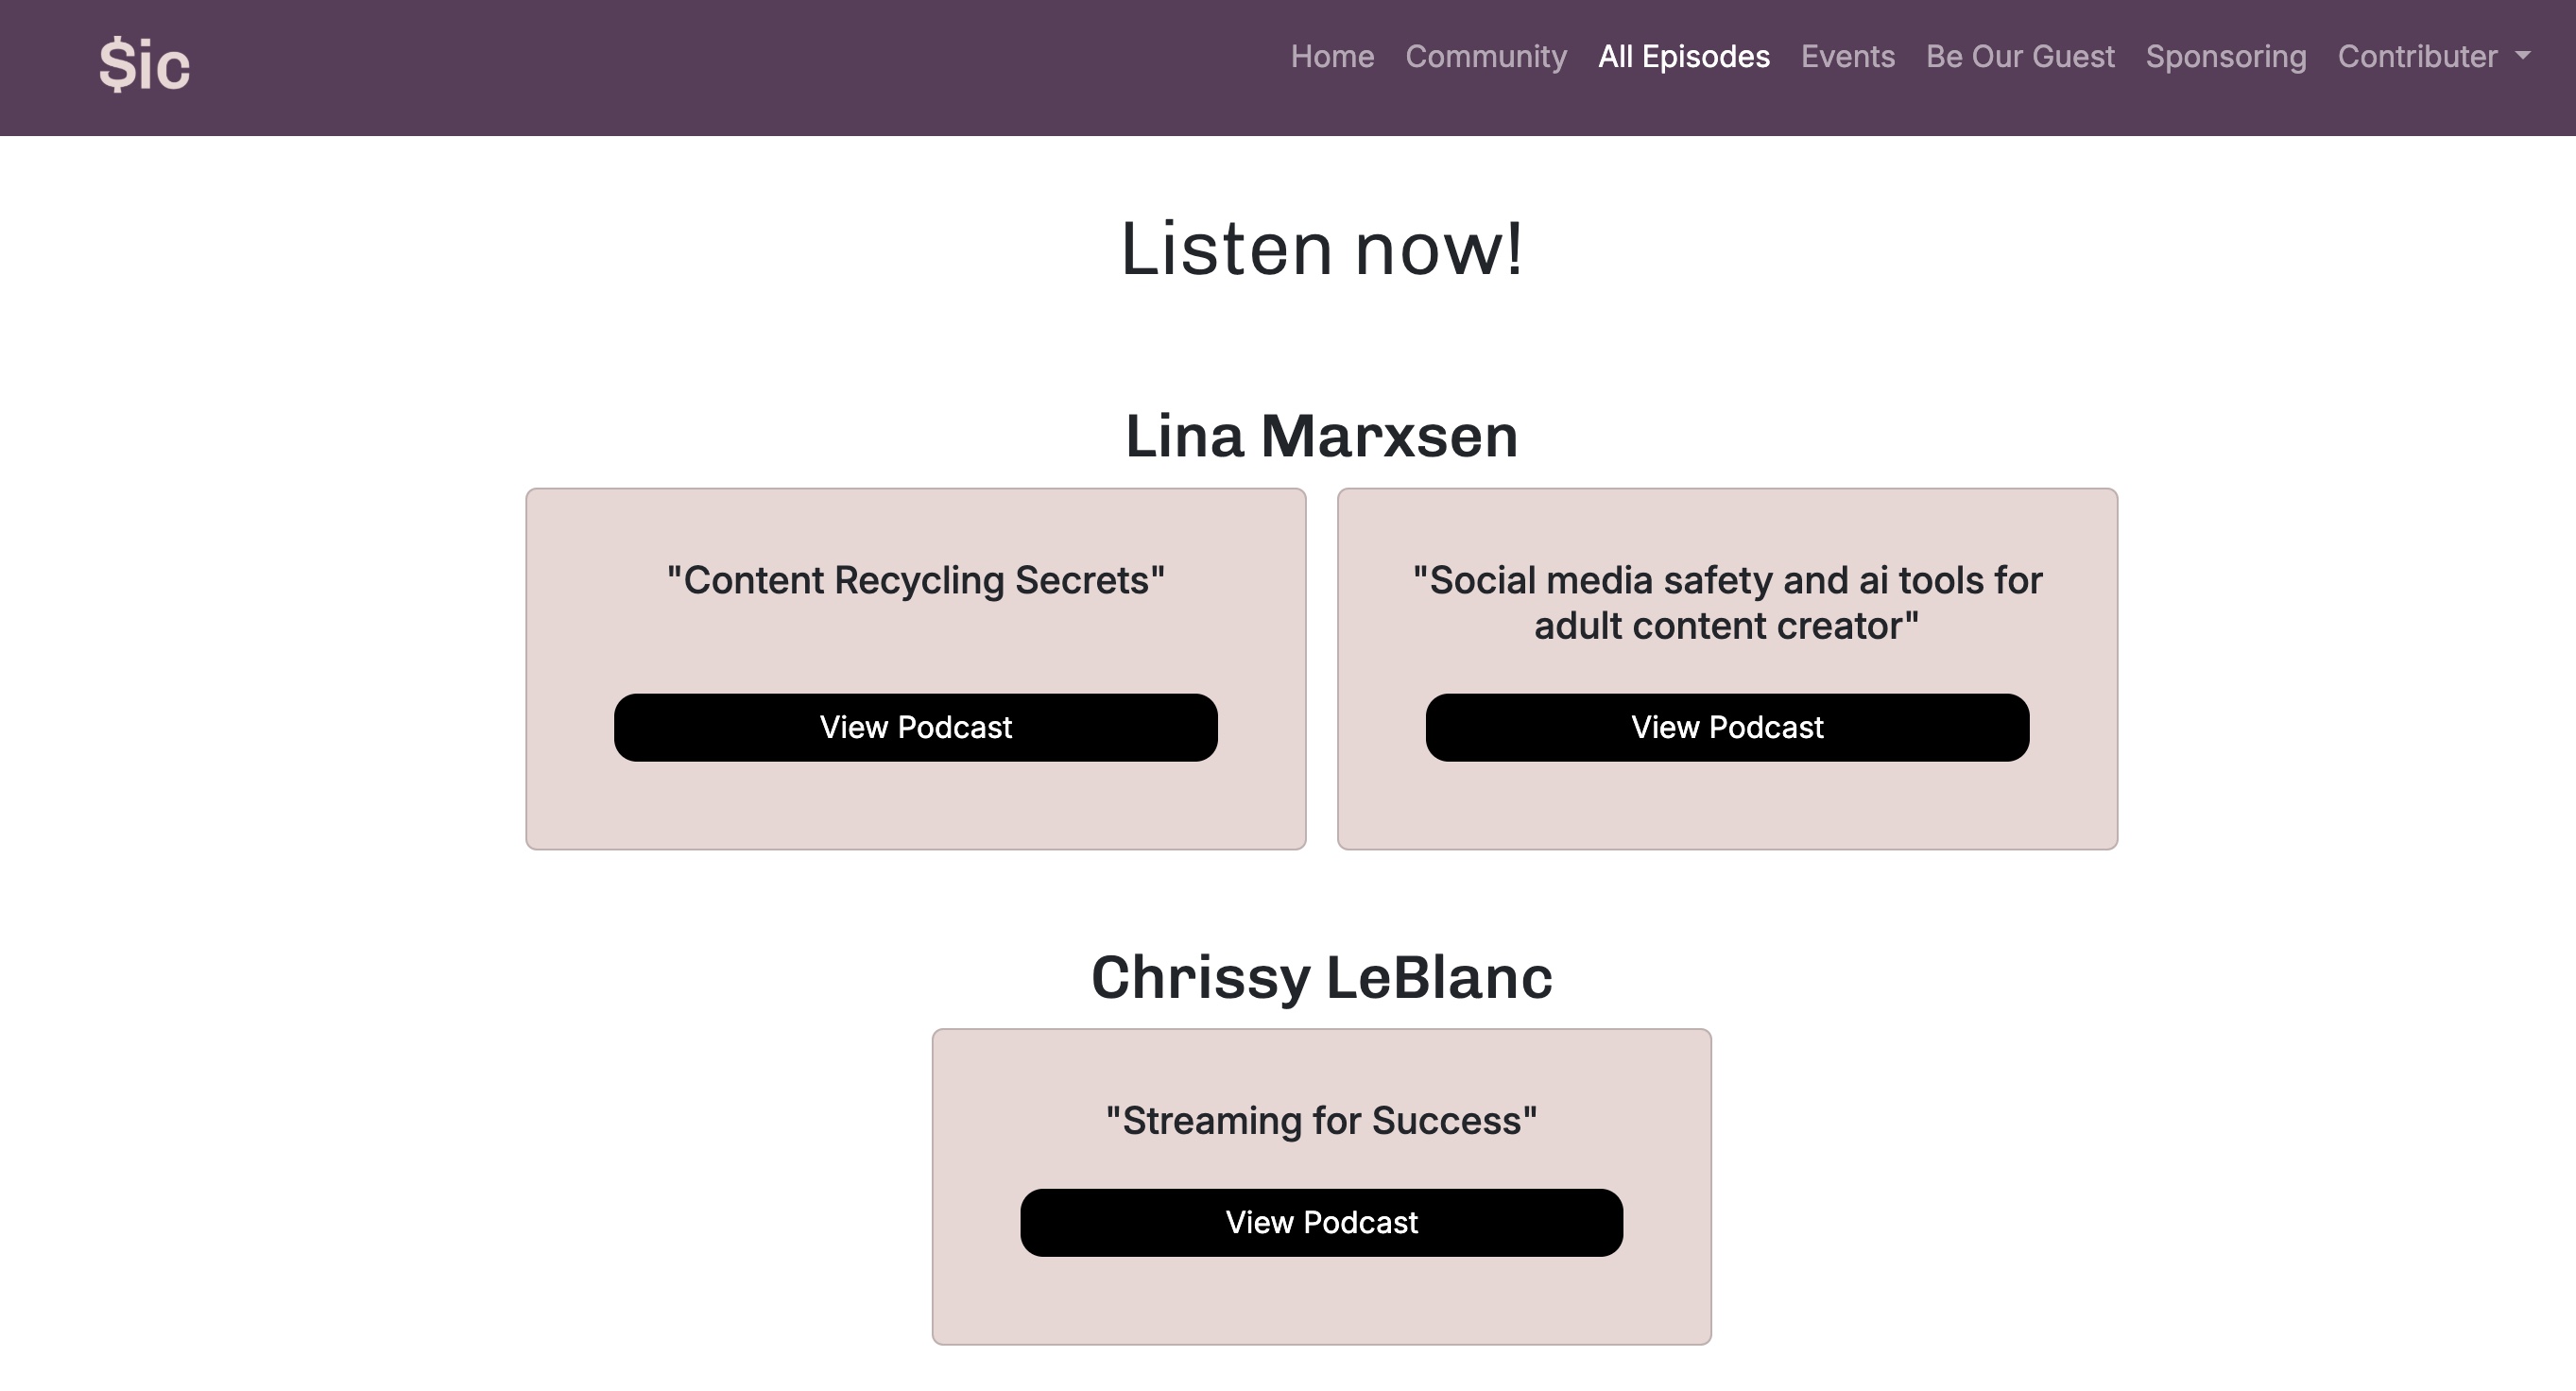 $ic
Home Community All Episodes Events Be Our Guest Sponsoring Contributer
Listen now!
Lina Marxsen
"Content Recycling Secrets"
View Podcast
"Social media safety and ai tools for
adult content creator"
View Podcast
Chrissy LeBlanc
"Streaming for Success"
View Podcast